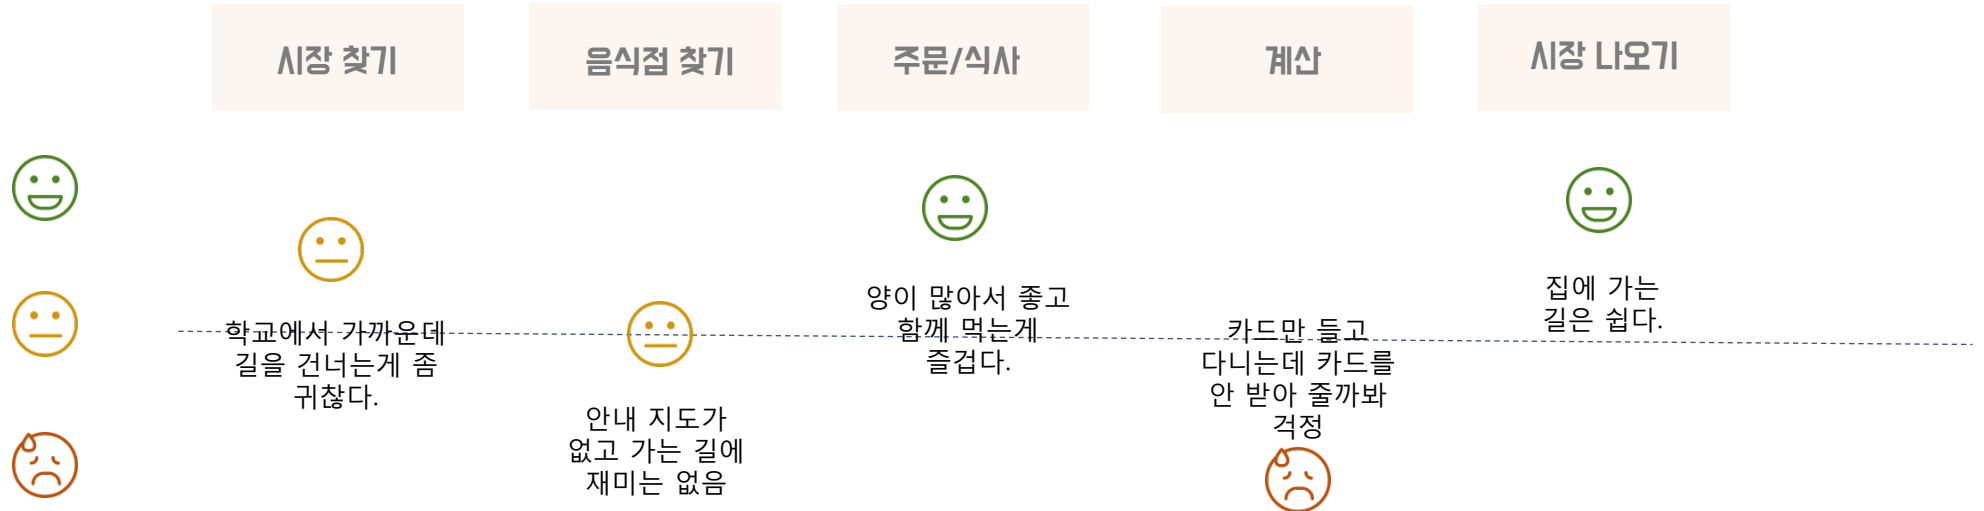 시장 찾기
음식점 찾기
주문/식사
계산
시장 나오기
학교에서 가까운데
길을 건너는게 좀
귀찮다.
안내 지도가
없고 가는 길에
재미는 없음
양이 많아서 좋고
함께 먹는게
즐겁다.
카드만 들고
다니는데 카드를
안 받아 줄까봐
걱정
집에 가는
길은 쉽다.